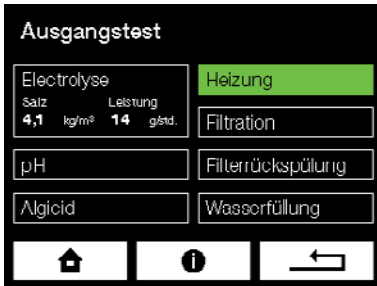 Ausgangstest
Electrolyse
Salz Leistung
4,1 kg/m³ 14 g/std.
Heizung
Filtration
pH
Filterrückspülung
Algicid
Wasserfüllung